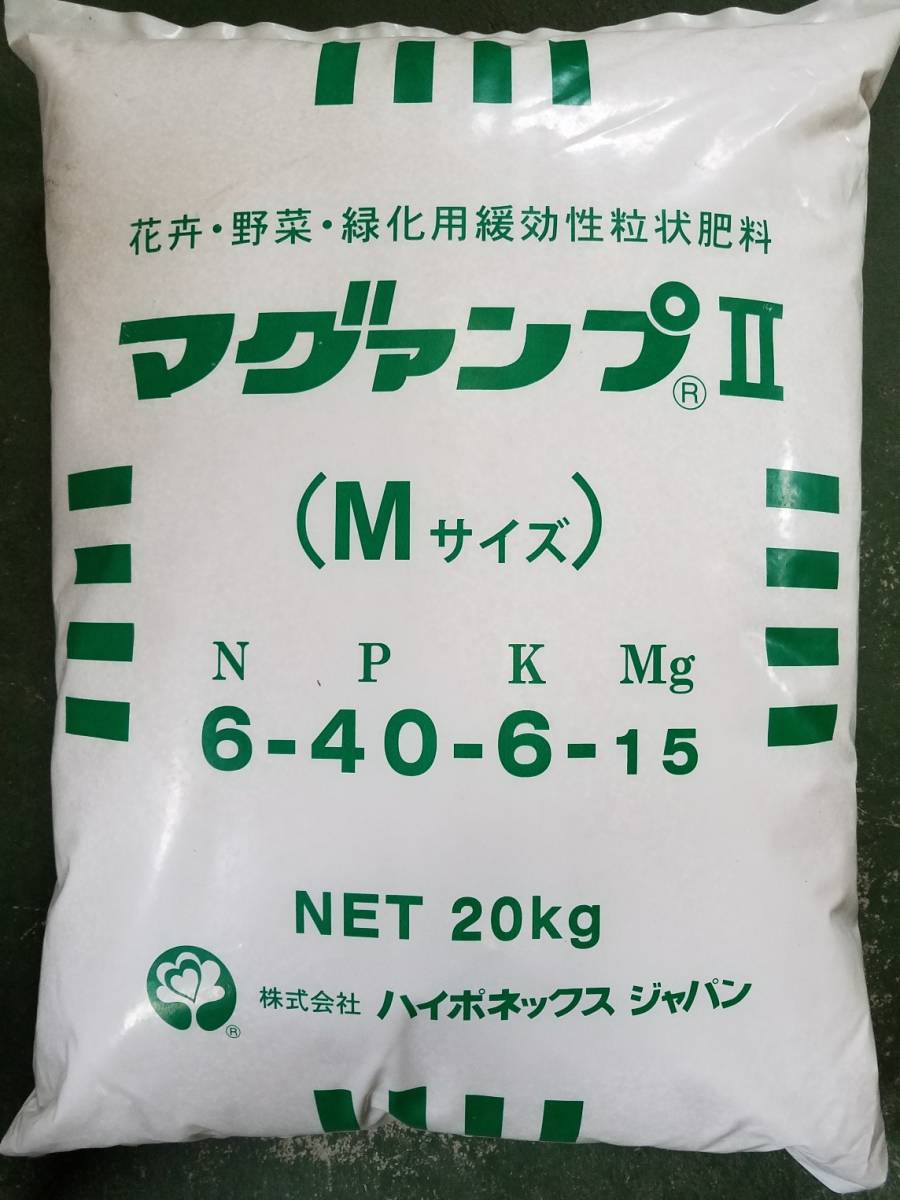 花卉・野菜・緑化用緩効性粒状肥料
マグァンプ®Ⅱ
(Mサイズ)
N P K Mg
6-40-6-15
NET 20kg
® 株式会社 ハイポネックス ジャパン